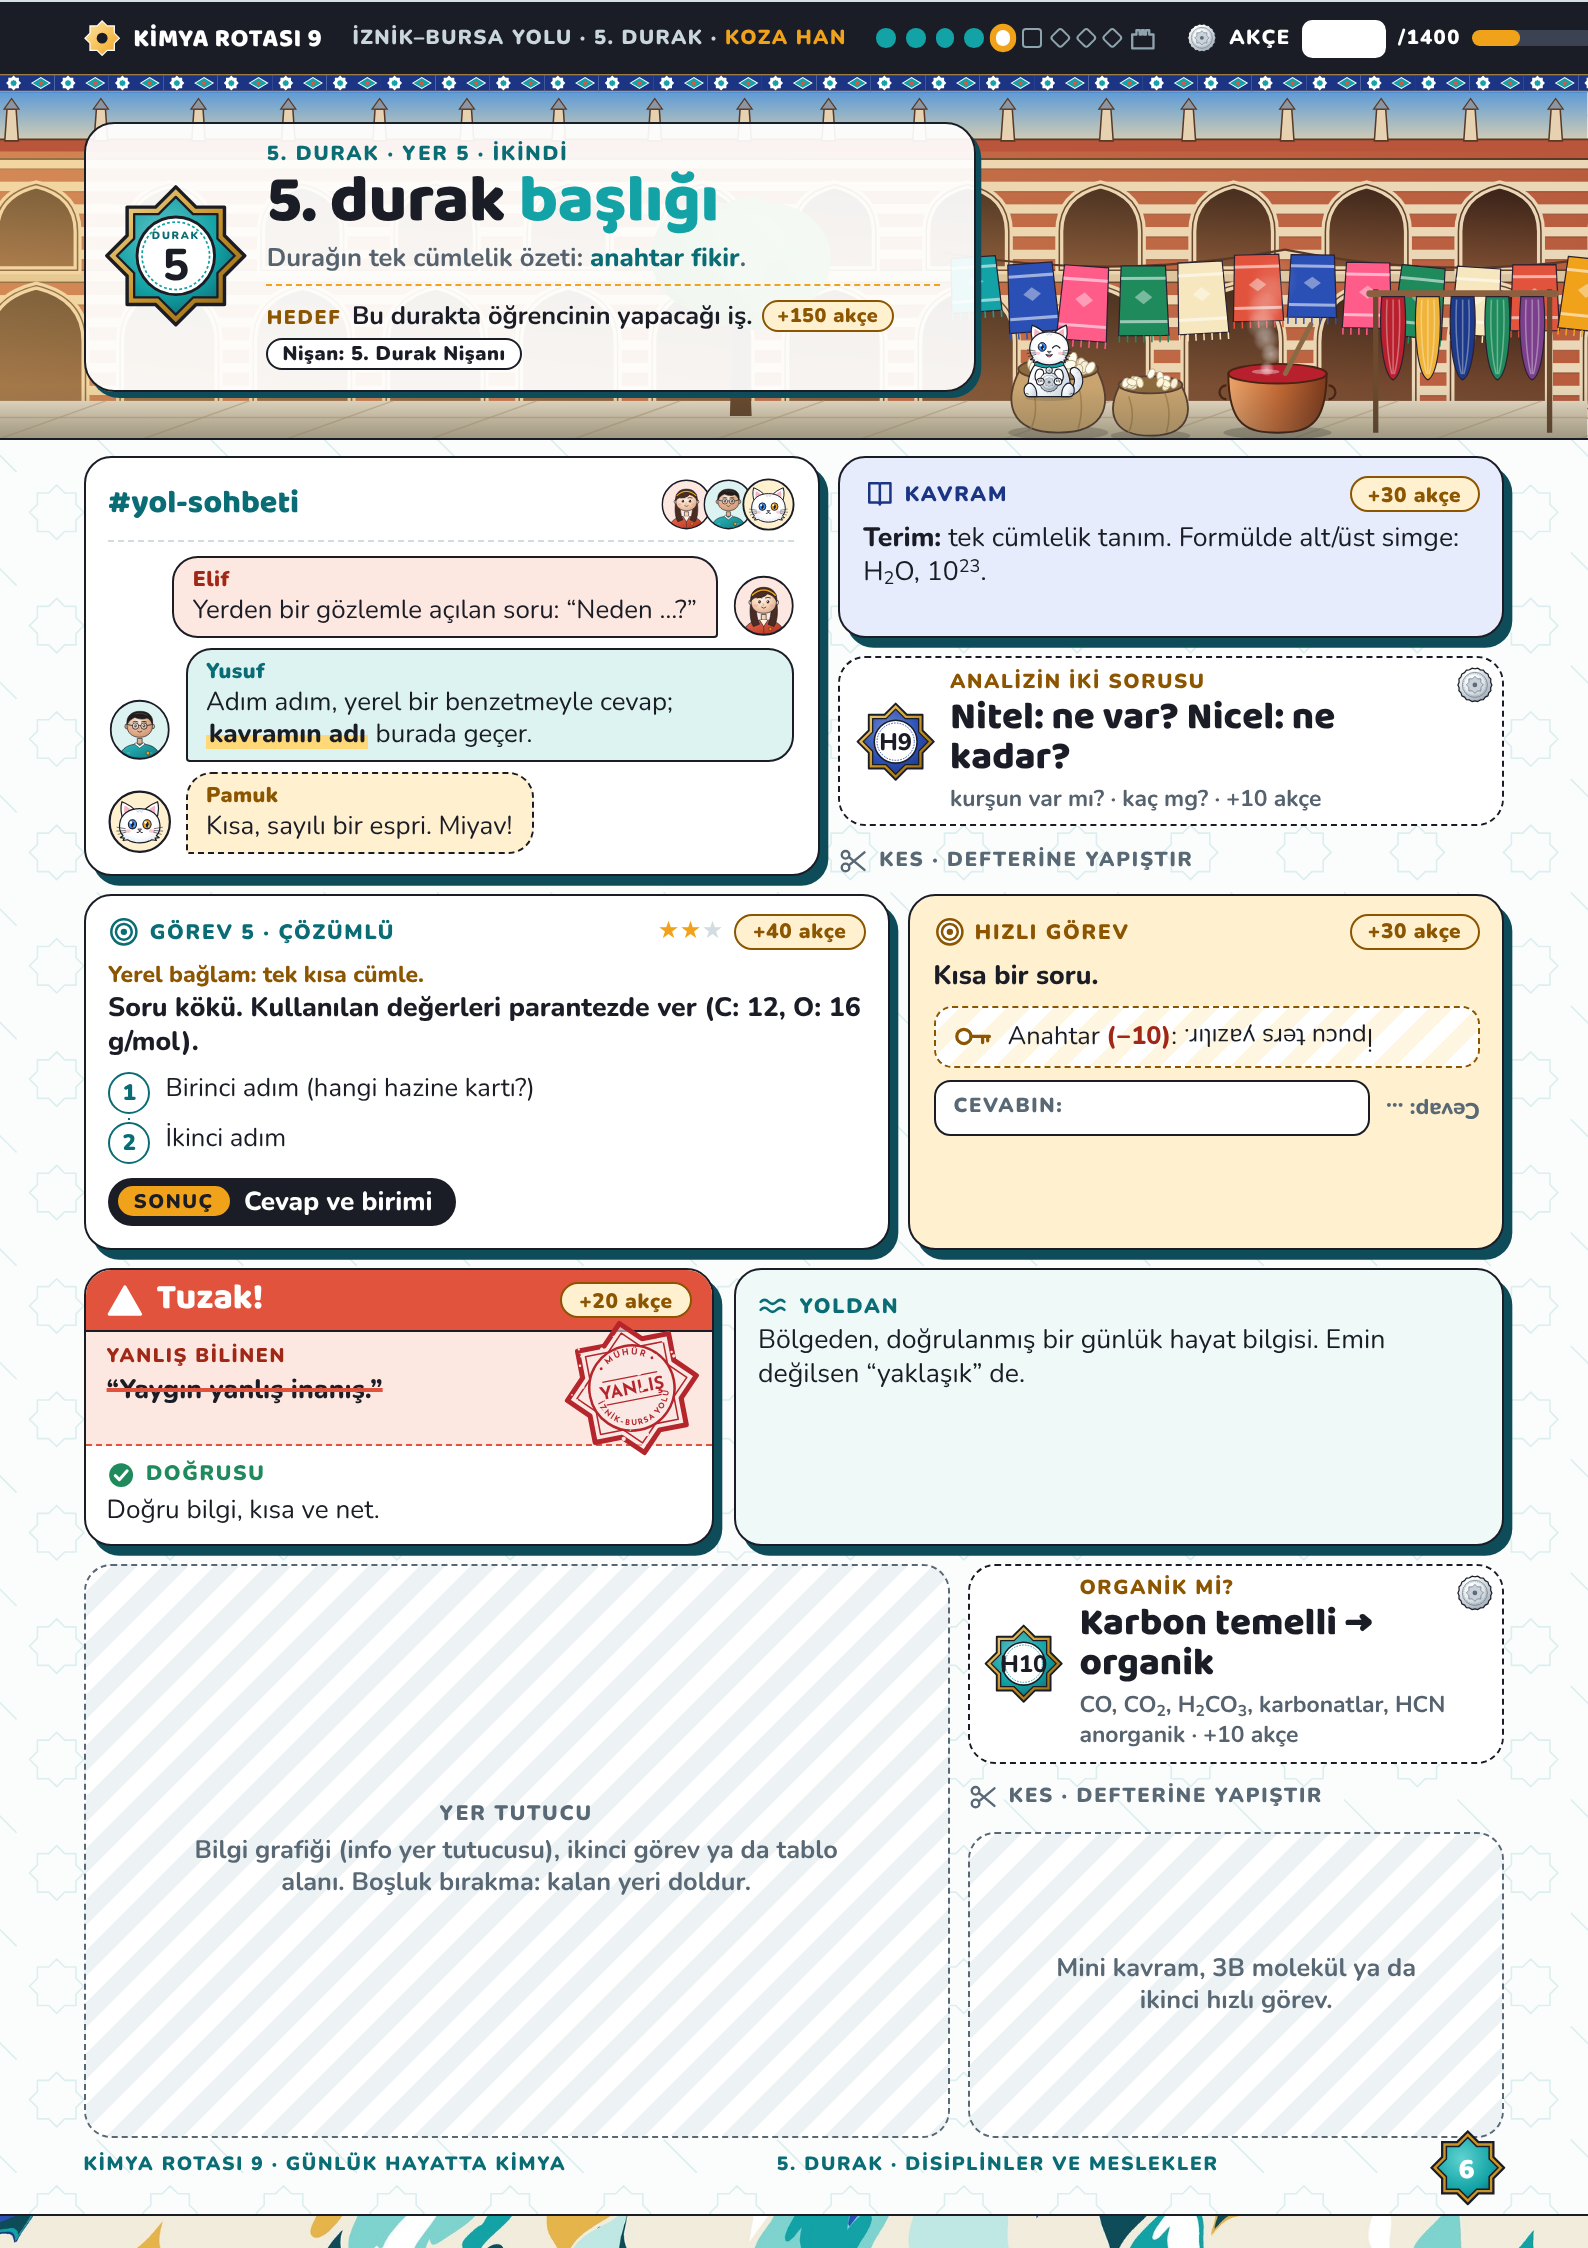 KİMYA ROTASI 9
İZNİK–BURSA YOLU · 5. DURAK · KOZA HAN
AKÇE /1400
5. DURAK · YER 5 · İKİNDİ
5. durak başlığı
DURAK
5
Durağın tek cümlelik özeti: anahtar fikir.
HEDEF Bu durakta öğrencinin yapacağı iş. +150 akçe
Nişan: 5. Durak Nişanı
#yol-sohbeti
Elif
Yerden bir gözlemle açılan soru: “Neden ...?”
Yusuf
Adım adım, yerel bir benzetmeyle cevap;
kavramın adı burada geçer.
Pamuk
Kısa, sayılı bir espri. Miyav!
KAVRAM +30 akçe
Terim: tek cümlelik tanım. Formülde alt/üst simge:
H₂O, 10²³.
ANALİZİN İKİ SORUSU
H9
Nitel: ne var? Nicel: ne
kadar?
kurşun var mı? · kaç mg? · +10 akçe
KES · DEFTERİNE YAPIŞTIR
GÖREV 5 · ÇÖZÜMLÜ ★★★ +40 akçe
Yerel bağlam: tek kısa cümle.
Soru kökü. Kullanılan değerleri parantezde ver (C: 12, O: 16
g/mol).
1 Birinci adım (hangi hazine kartı?)
2 İkinci adım
SONUÇ Cevap ve birimi
HIZLI GÖREV +30 akçe
Kısa bir soru.
Anahtar (−10): İpucu ters yazılır.
CEVABIN: Cevap: ...
Tuzak! +20 akçe
YANLIŞ BİLİNEN
“Yaygın yanlış inanış.”
• MÜHÜR •
YANLIŞ
İZNİK-BURSA YOLU
DOĞRUSU
Doğru bilgi, kısa ve net.
YOLDAN
Bölgeden, doğrulanmış bir günlük hayat bilgisi. Emin
değilsen “yaklaşık” de.
YER TUTUCU
Bilgi grafiği (info yer tutucusu), ikinci görev ya da tablo
alanı. Boşluk bırakma: kalan yeri doldur.
ORGANİK Mİ?
H10
Karbon temelli ➜
organik
CO, CO₂, H₂CO₃, karbonatlar, HCN
anorganik · +10 akçe
KES · DEFTERİNE YAPIŞTIR
Mini kavram, 3B molekül ya da
ikinci hızlı görev.
KİMYA ROTASI 9 · GÜNLÜK HAYATTA KİMYA
5. DURAK · DİSİPLİNLER VE MESLEKLER
6